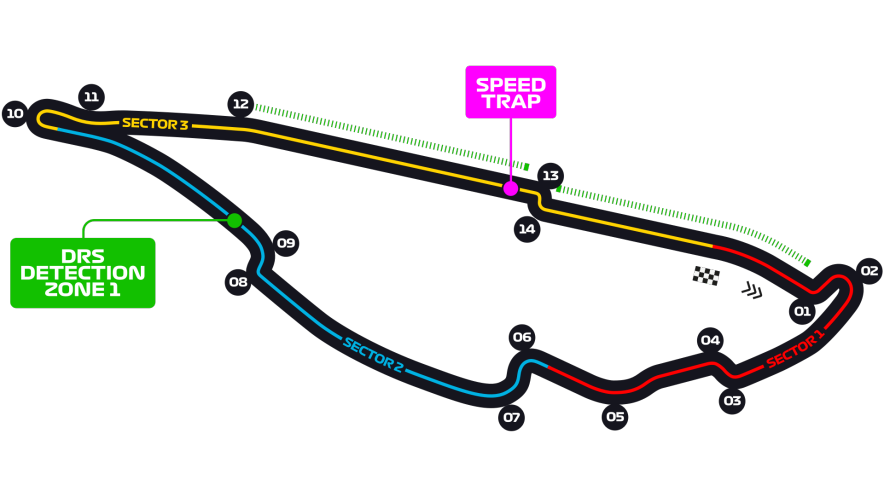 SPEED
TRAP
11
12
10
SECTOR 3
13
14
09
DRS
DETECTION
ZONE 1
08
02
01
06
04
SECTOR 1
SECTOR 2
03
07
05